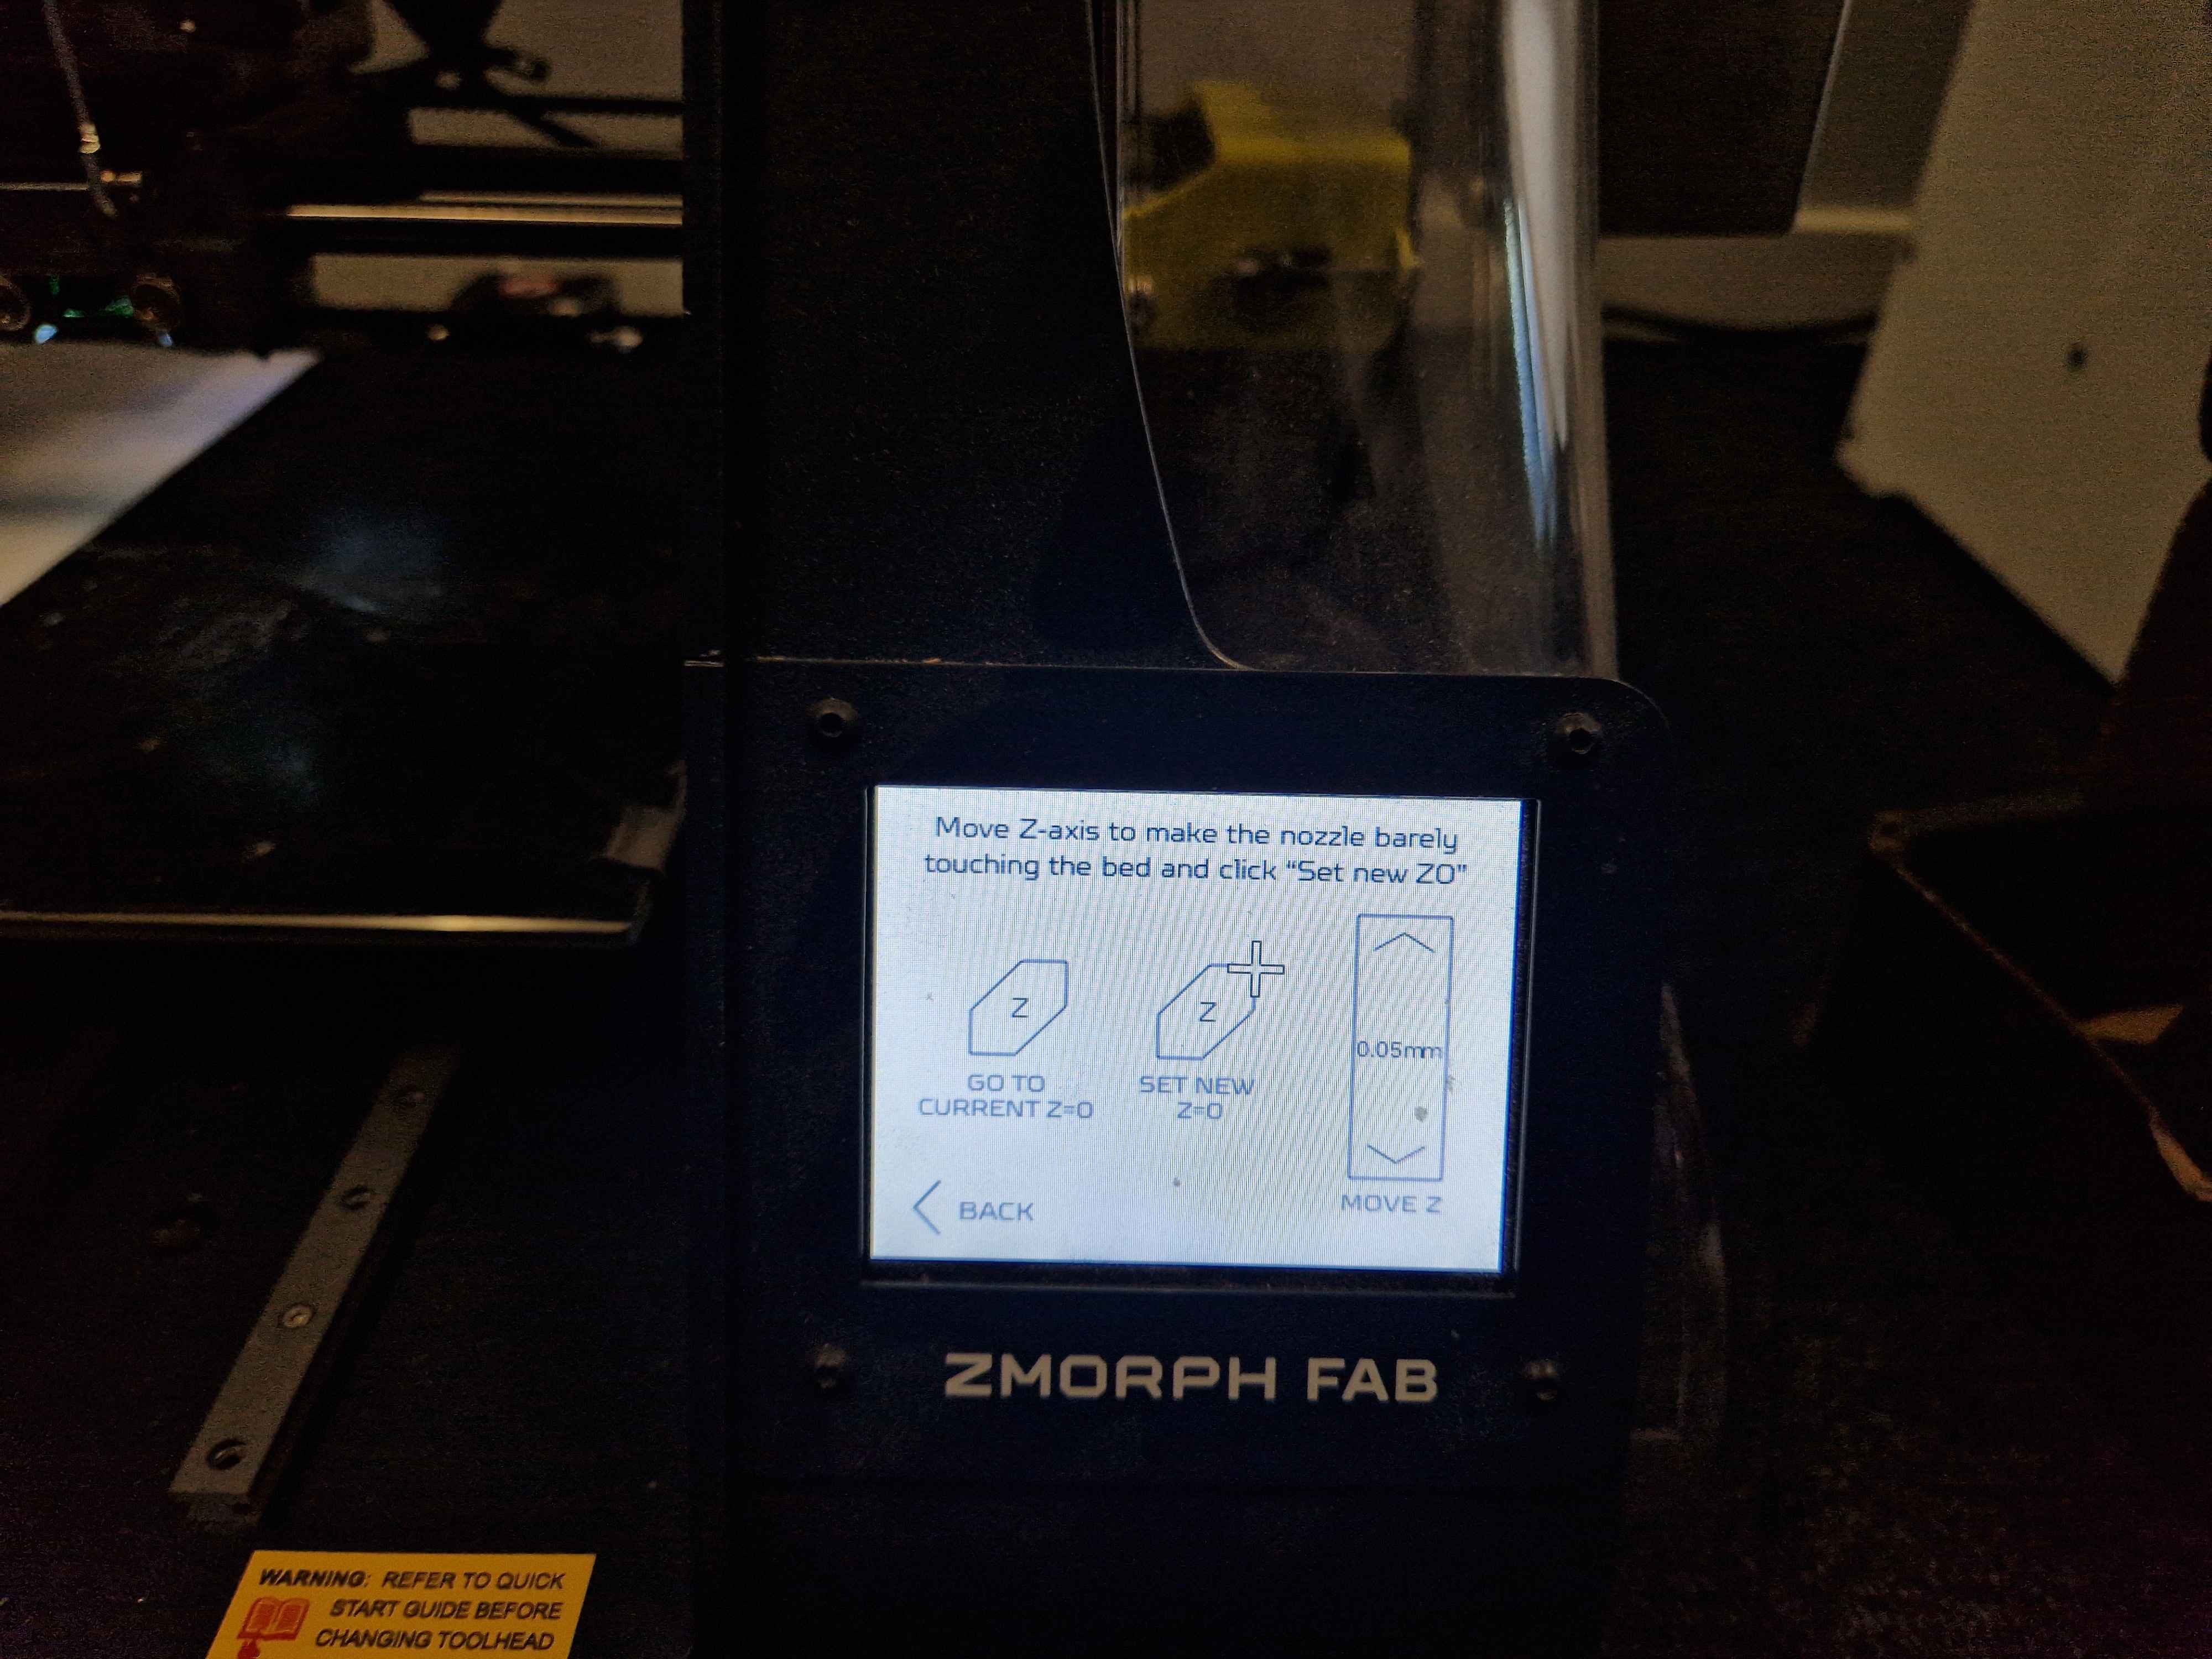 Move Z-axis to make the nozzle barely
touching the bed and click "Set new Z0"
Z
Z
0.05mm
GO TO
CURRENT Z=0
SET NEW
Z=0
MOVE Z
BACK
ZMORPH FAB
WARNING: REFER TO QUICK
START GUIDE BEFORE
CHANGING TOOLHEAD